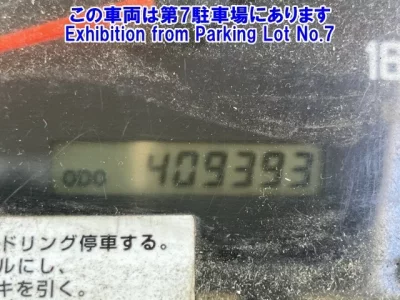 この車両は第7駐車場にあります
Exhibition from Parking Lot No.7
ODO 409393
ドリング停車する。
ルにし、
キを引く。